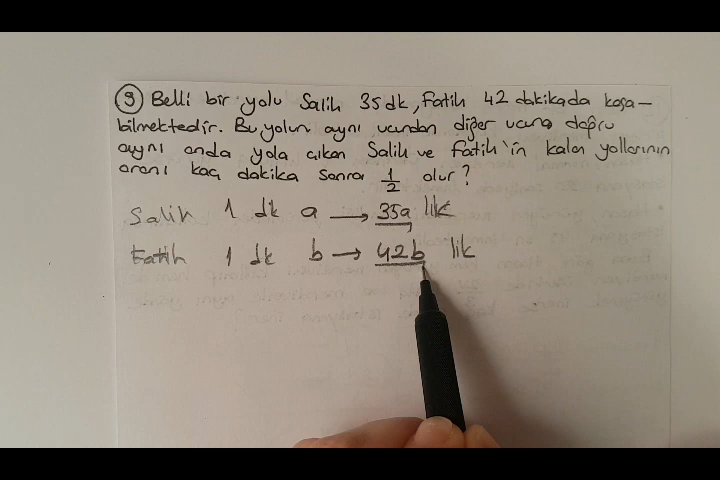 9 Belli bir yolu Salih 35 dk, Fatih 42 dakikada koşa-
bilmektedir. Bu yolun aynı ucundan diğer ucuna doğru
aynı anda yola çıkan Salih ve Fatih'in kalan yollarının
oranı kaç dakika sonra 1/2 olur?
Salih 1 dk a → 35a lik
Fatih 1 dk b → 42b lik